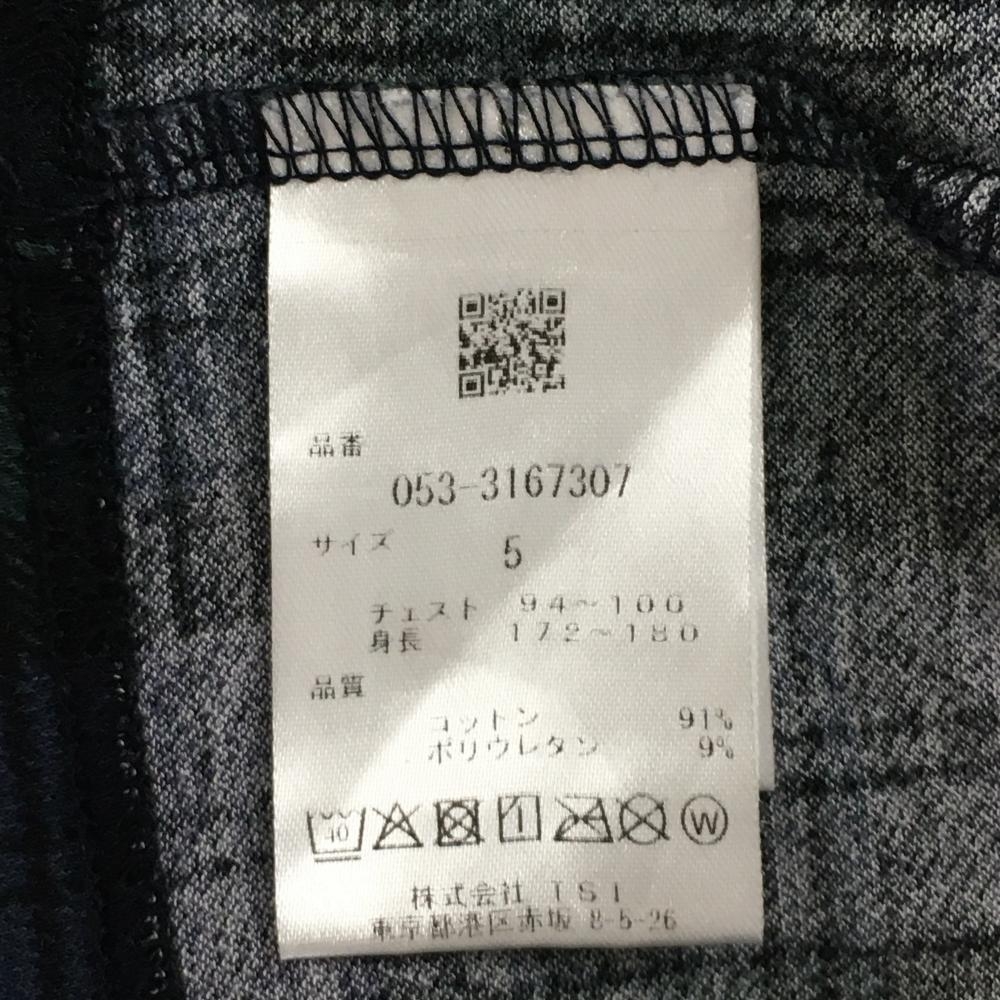 品番
053-3167307
サイズ 5
チェスト 94~100
身長 172~180
品質
コットン 91%
ポリウレタン 9%
40 W
株式会社 TSI
東京都港区赤坂 8-5-26